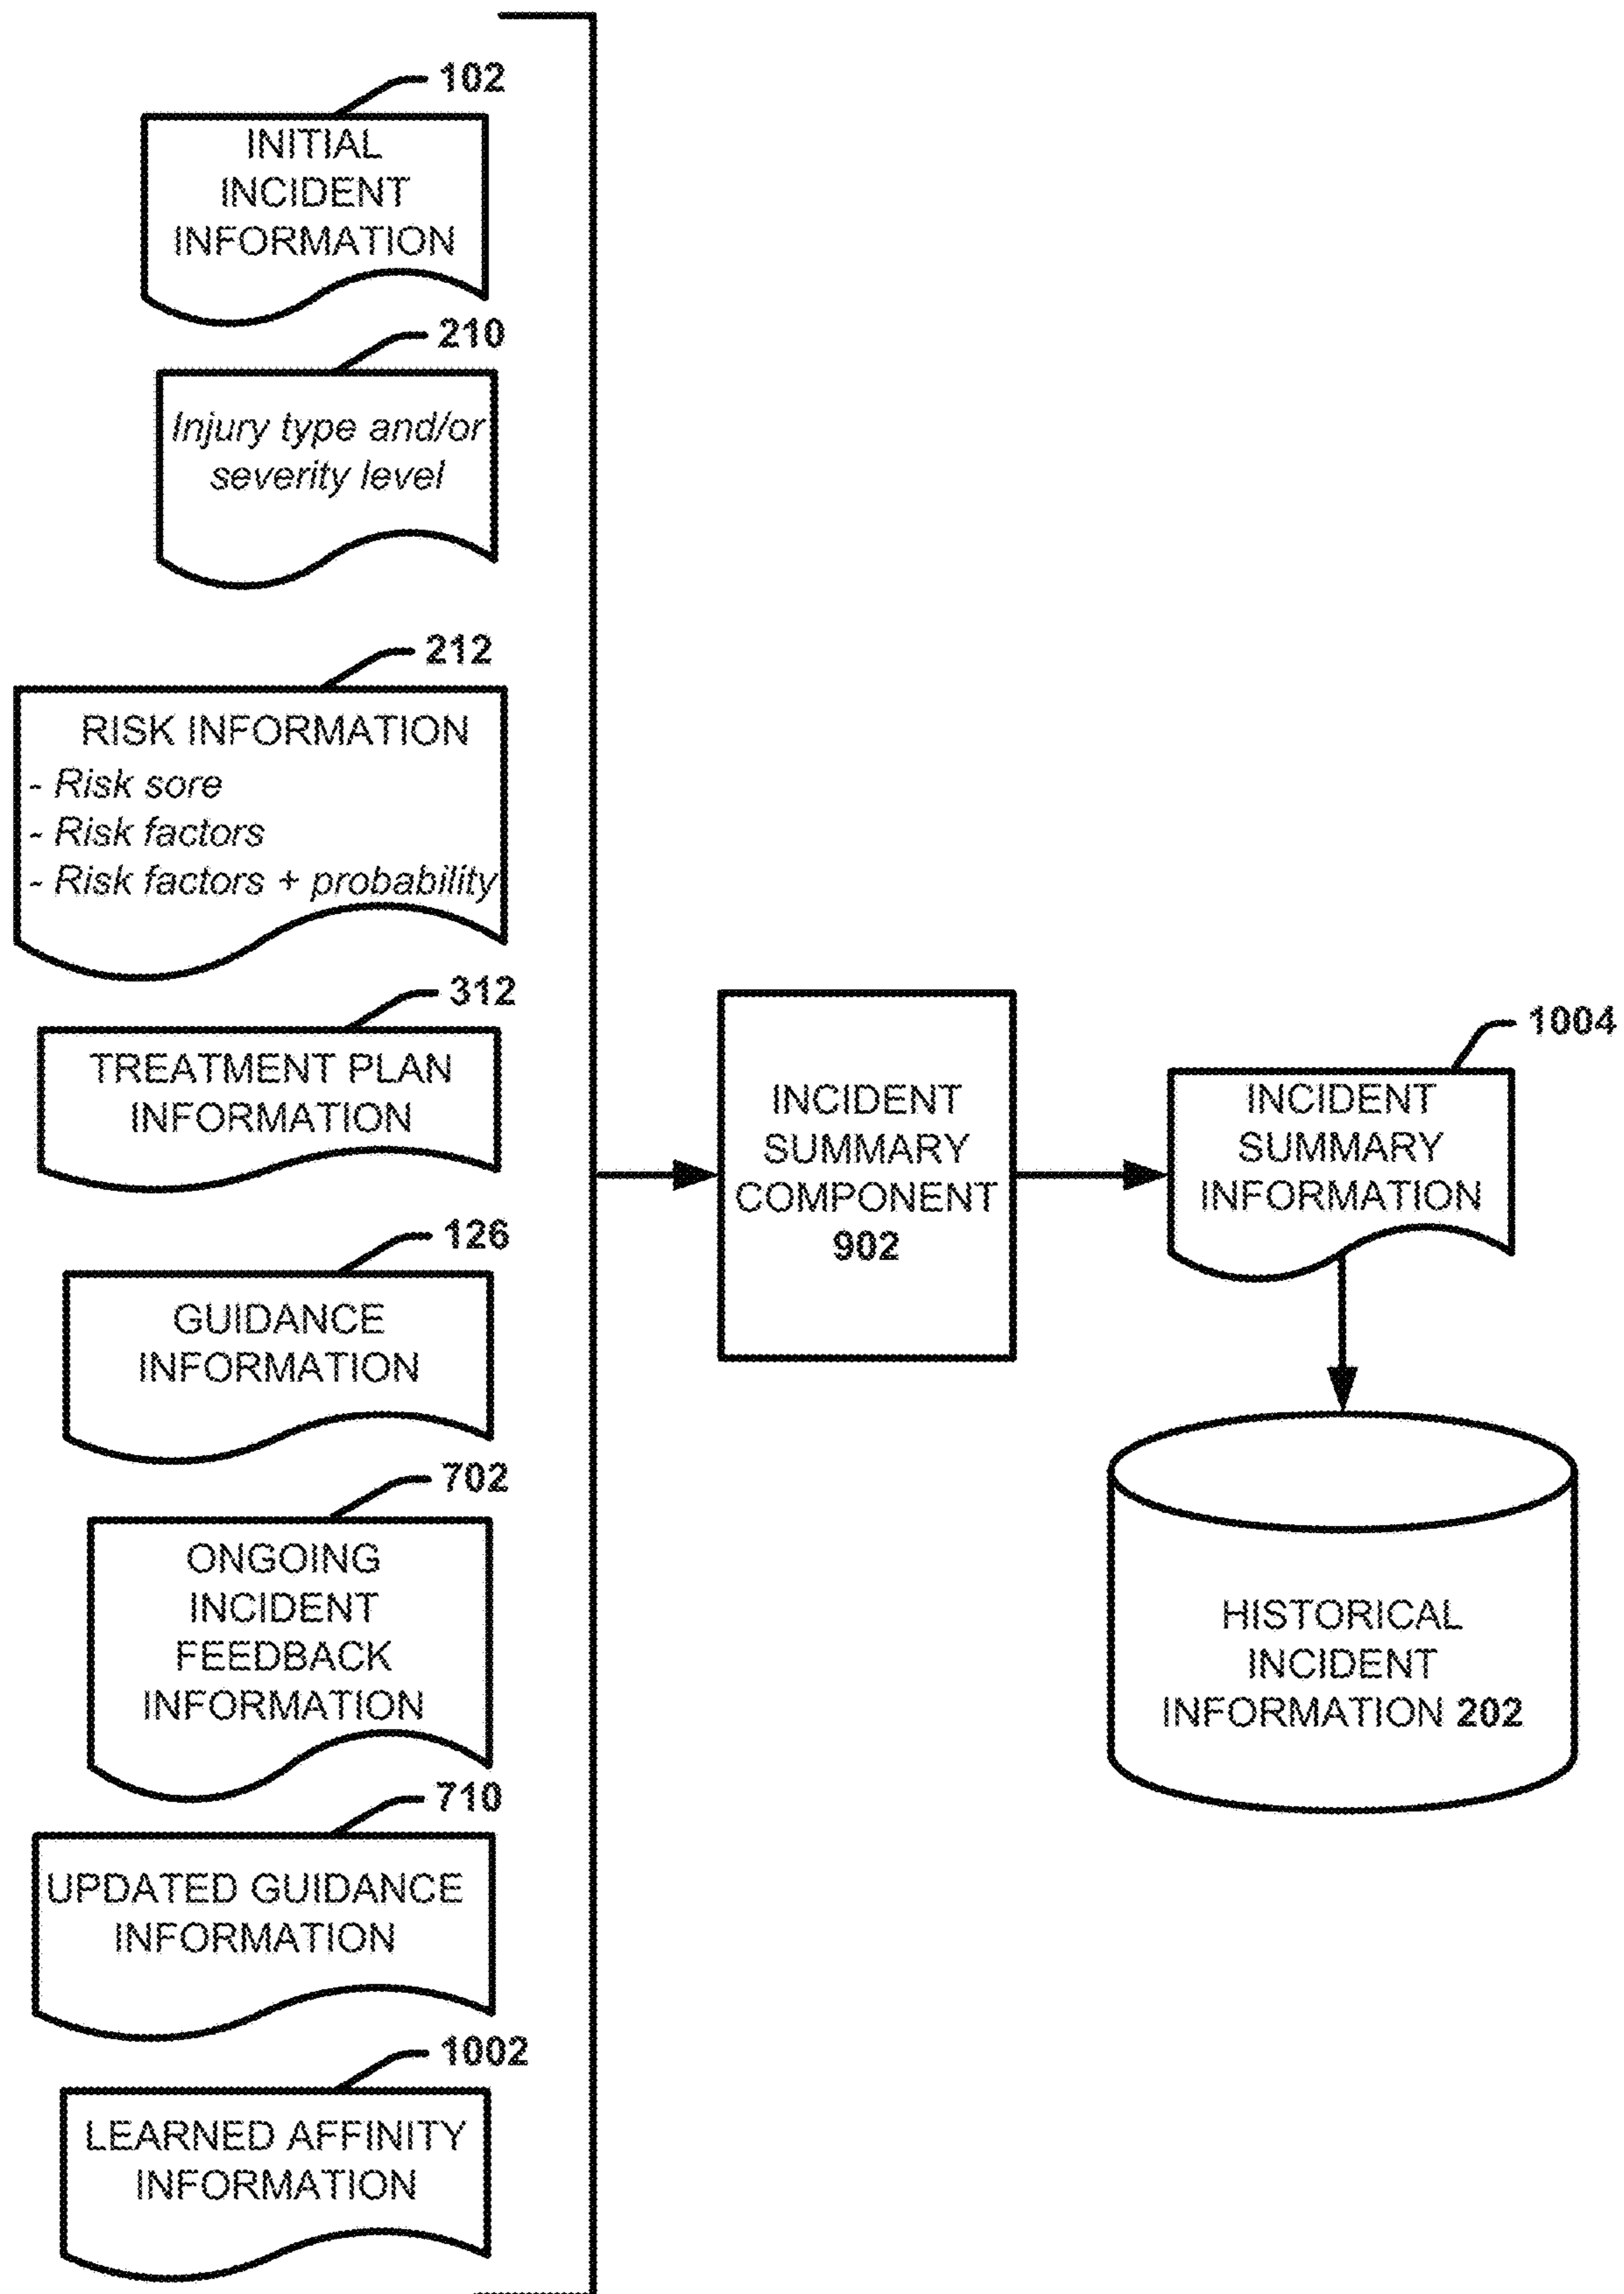 102
INITIAL
INCIDENT
INFORMATION
210
Injury type and/or
severity level
212
RISK INFORMATION
- Risk sore
- Risk factors
- Risk factors + probability
312
TREATMENT PLAN
INFORMATION
126
GUIDANCE
INFORMATION
702
ONGOING
INCIDENT
FEEDBACK
INFORMATION
710
UPDATED GUIDANCE
INFORMATION
1002
LEARNED AFFINITY
INFORMATION
INCIDENT
SUMMARY
COMPONENT
902
1004
INCIDENT
SUMMARY
INFORMATION
HISTORICAL
INCIDENT
INFORMATION 202